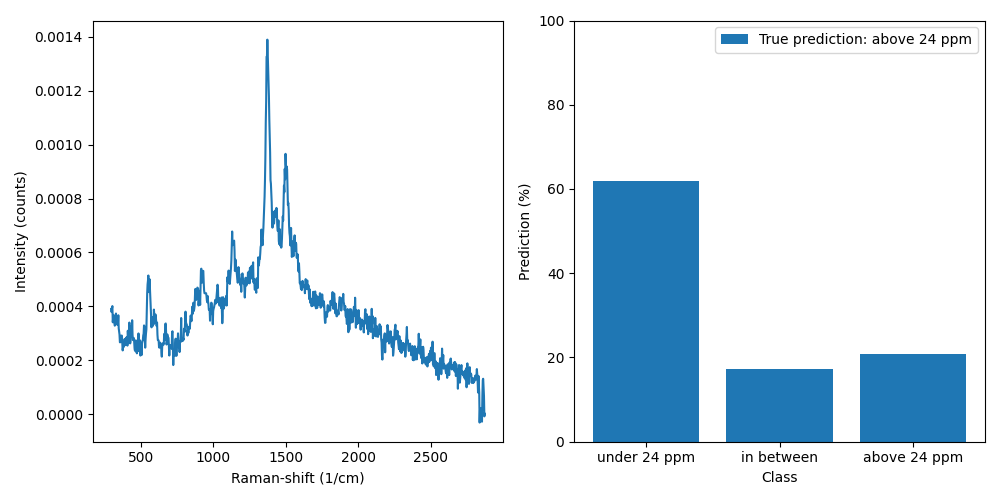 0.0014
0.0012
0.0010
0.0008
0.0006
0.0004
0.0002
0.0000
Intensity (counts)
500 1000 1500 2000 2500
Raman-shift (1/cm)
100
80
60
40
20
0
Prediction (%)
True prediction: above 24 ppm
under 24 ppm in between above 24 ppm
Class